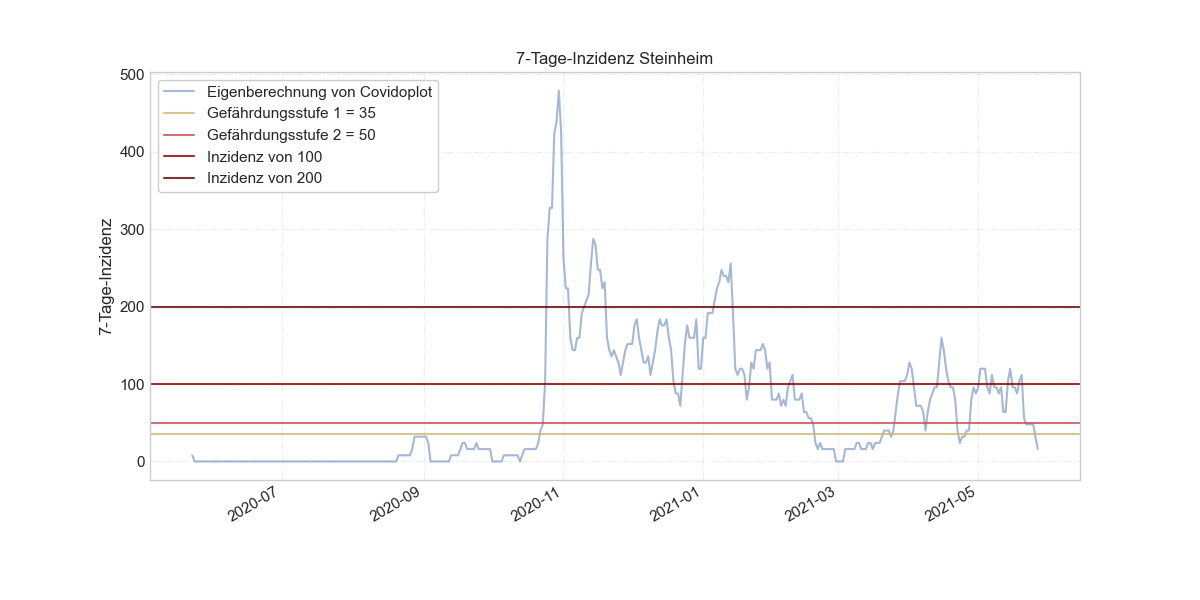 7-Tage-Inzidenz Steinheim
500
400
300
200
100
0
7-Tage-Inzidenz
Eigenberechnung von Covidoplot
Gefährdungsstufe 1 = 35
Gefährdungsstufe 2 = 50
Inzidenz von 100
Inzidenz von 200
2020-07
2020-09
2020-11
2021-01
2021-03
2021-05